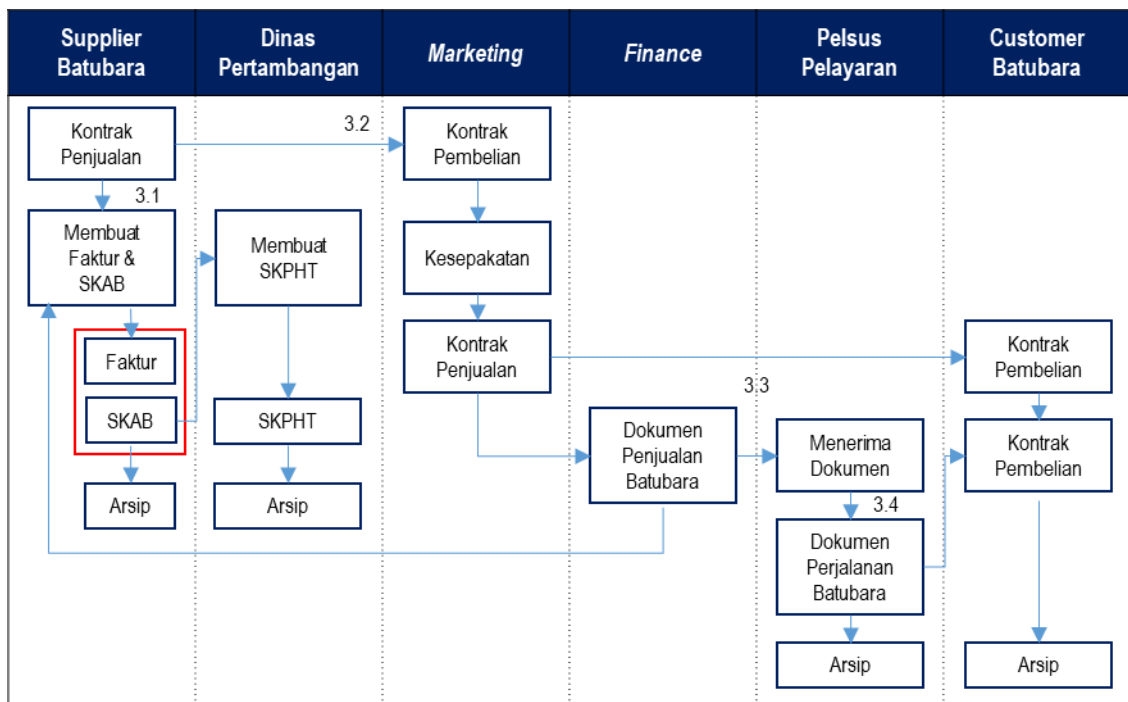 Supplier
Batubara
Dinas
Pertambangan
Marketing
Finance
Pelsus
Pelayaran
Customer
Batubara
Kontrak
Penjualan
3.2
Kontrak
Pembelian
3.1
Membuat
Faktur &
SKAB
Membuat
SKPHT
Kesepakatan
Faktur
Kontrak
Penjualan
Kontrak
Pembelian
3.3
SKAB
SKPHT
Dokumen
Penjualan
Batubara
Menerima
Dokumen
Kontrak
Pembelian
Arsip
Arsip
3.4
Dokumen
Perjalanan
Batubara
Arsip
Arsip